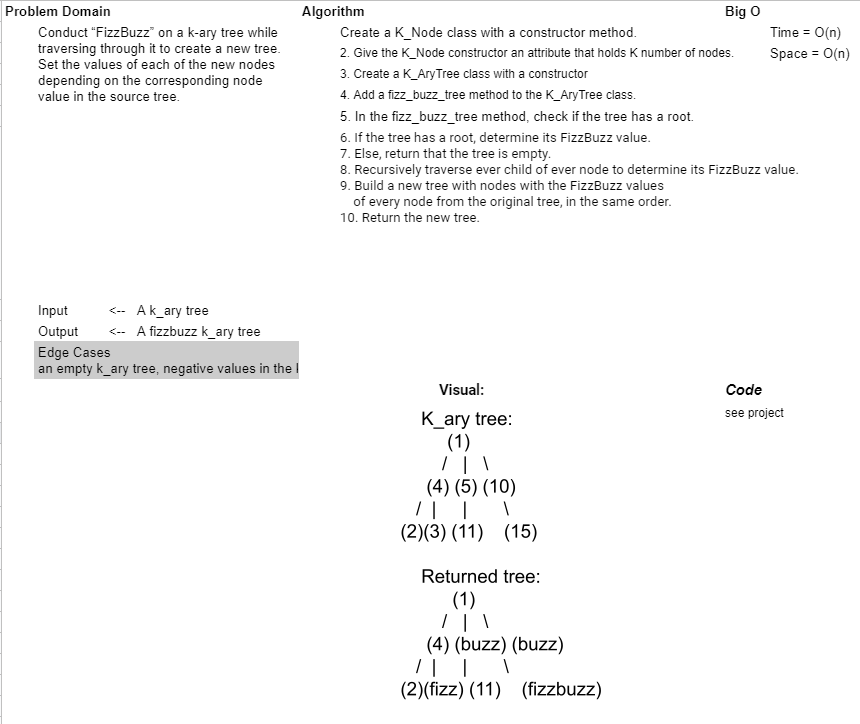 Problem Domain
Conduct “FizzBuzz” on a k-ary tree while
traversing through it to create a new tree.
Set the values of each of the new nodes
depending on the corresponding node
value in the source tree.
Input <-- A k_ary tree
Output <-- A fizzbuzz k_ary tree
Edge Cases
an empty k_ary tree, negative values in the
Algorithm
Create a K_Node class with a constructor method.
2. Give the K_Node constructor an attribute that holds K number of nodes.
3. Create a K_AryTree class with a constructor
4. Add a fizz_buzz_tree method to the K_AryTree class.
5. In the fizz_buzz_tree method, check if the tree has a root.
6. If the tree has a root, determine its FizzBuzz value.
7. Else, return that the tree is empty.
8. Recursively traverse ever child of ever node to determine its FizzBuzz value.
9. Build a new tree with nodes with the FizzBuzz values
of every node from the original tree, in the same order.
10. Return the new tree.
Big O
Time = O(n)
Space = O(n)
Visual:
K_ary tree:
(1)
/ | \
(4) (5) (10)
/ | | \
(2)(3) (11) (15)
Returned tree:
(1)
/ | \
(4) (buzz) (buzz)
/ | | \
(2)(fizz) (11) (fizzbuzz)
Code
see project